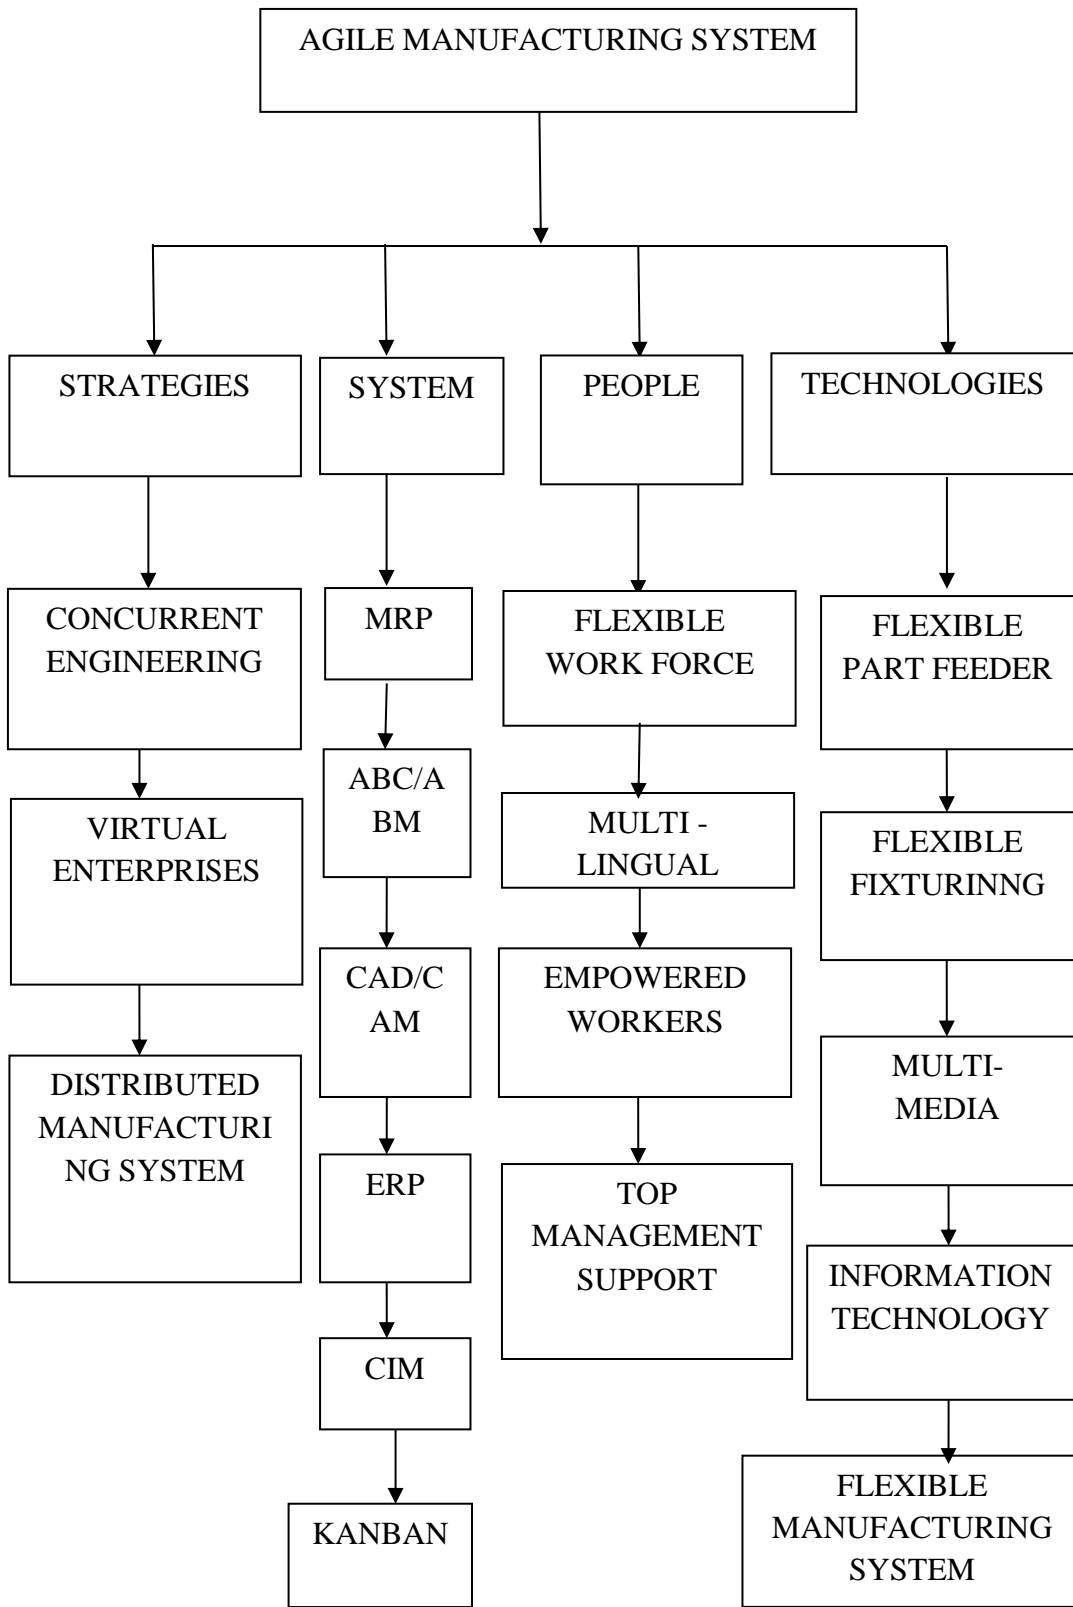 AGILE MANUFACTURING SYSTEM
STRATEGIES
SYSTEM
PEOPLE
TECHNOLOGIES
CONCURRENT
ENGINEERING
VIRTUAL
ENTERPRISES
DISTRIBUTED
MANUFACTURI
NG SYSTEM
MRP
ABC/A
BM
CAD/C
AM
ERP
CIM
KANBAN
FLEXIBLE
WORK FORCE
MULTI -
LINGUAL
EMPOWERED
WORKERS
TOP
MANAGEMENT
SUPPORT
FLEXIBLE
PART FEEDER
FLEXIBLE
FIXTURINNG
MULTI-
MEDIA
INFORMATION
TECHNOLOGY
FLEXIBLE
MANUFACTURING
SYSTEM